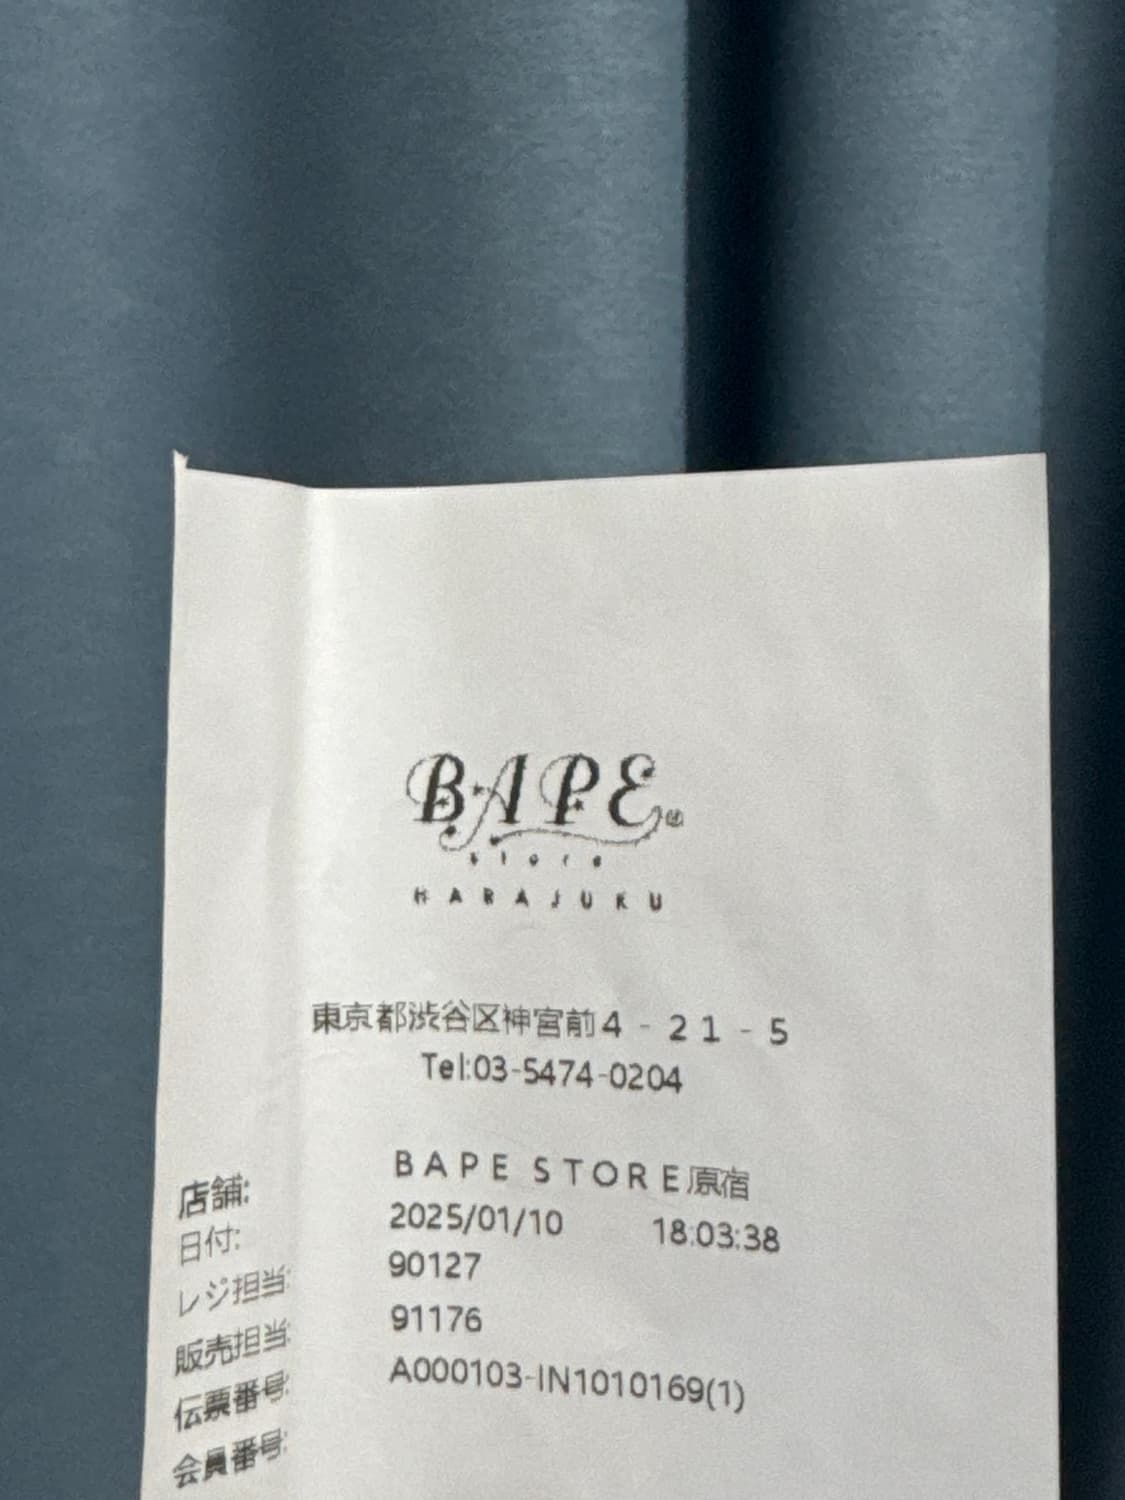 BAPE®
store
HARAJUKU
東京都渋谷区神宮前4-21-5
Tel:03-5474-0204
店舗: BAPE STORE原宿
日付: 2025/01/10 18:03:38
レジ担当: 90127
販売担当: 91176
伝票番号: A000103-IN1010169(1)
会員番号: